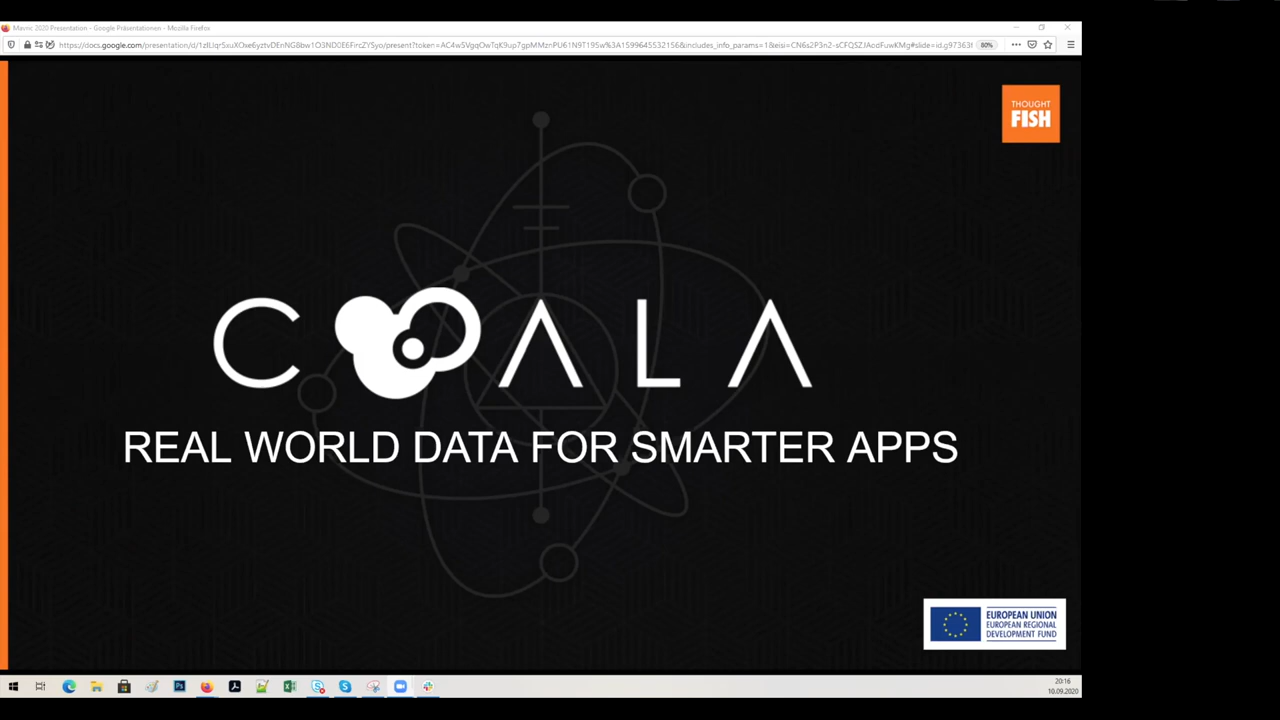 Mavric 2020 Presentation - Google Präsentationen - Mozilla Firefox
80%
THOUGHT
FISH
COALA
REAL WORLD DATA FOR SMARTER APPS
EUROPEAN UNION
EUROPEAN REGIONAL
DEVELOPMENT FUND
20:16
10.09.2020